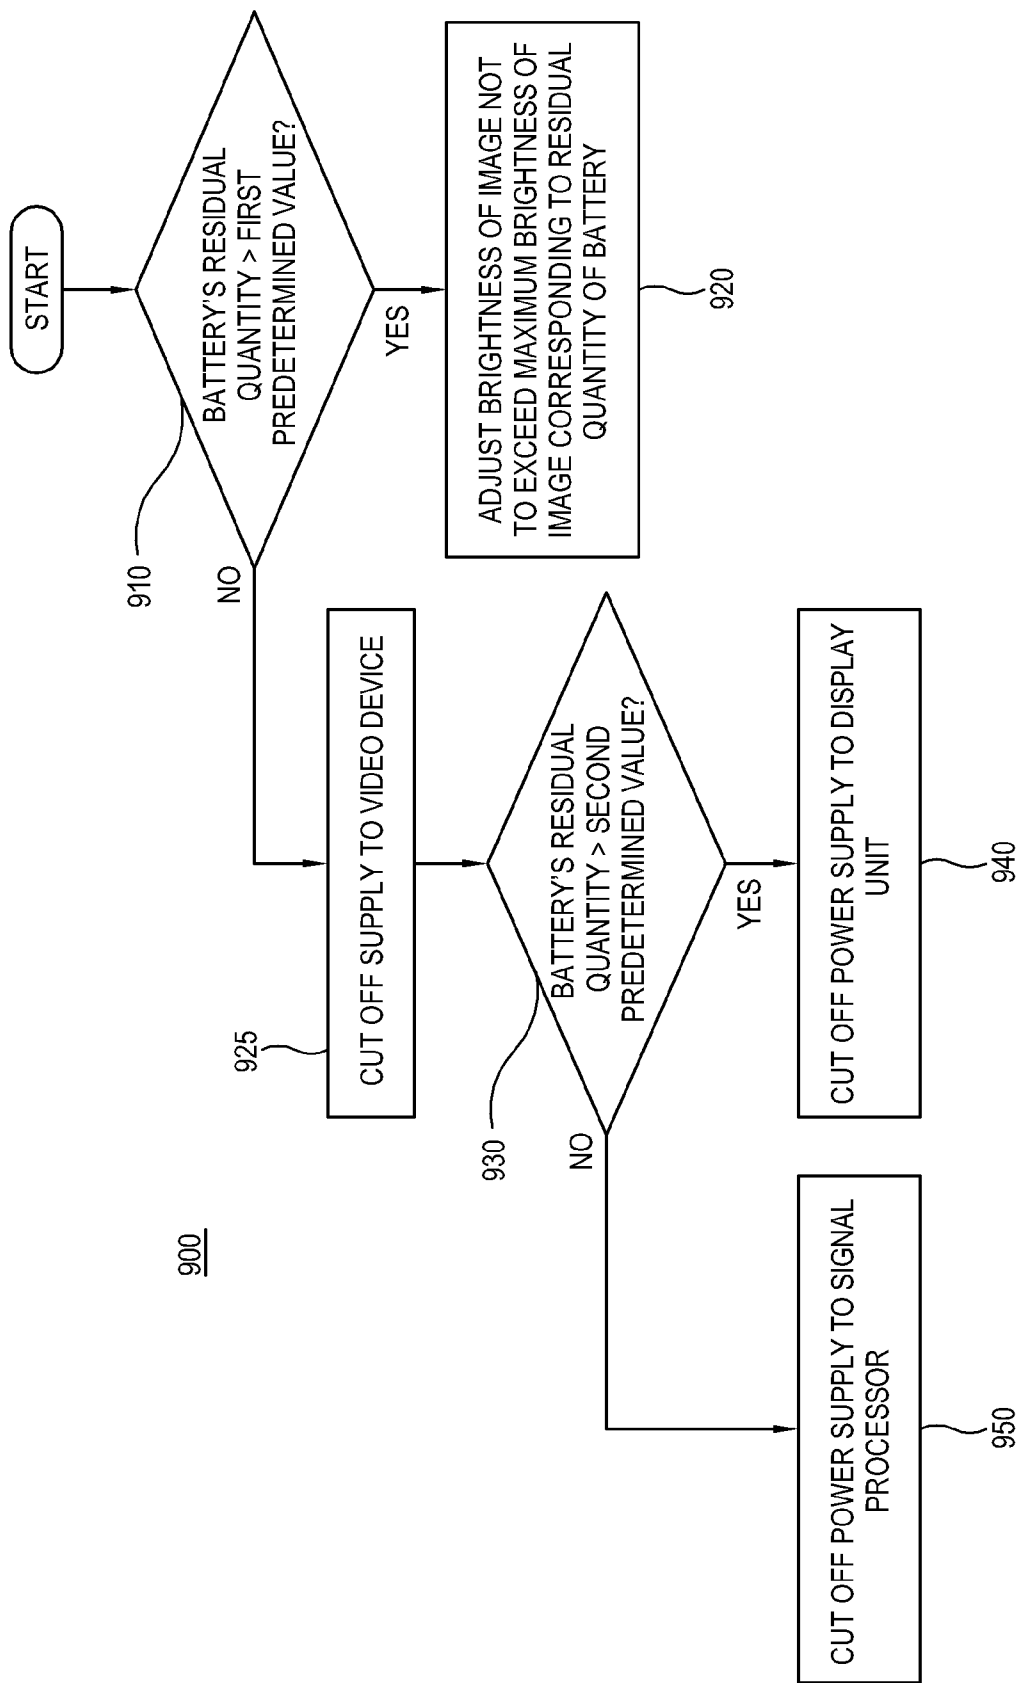 900
START
910
BATTERY'S RESIDUAL
QUANTITY > FIRST
PREDETERMINED VALUE?
NO
YES
ADJUST BRIGHTNESS OF IMAGE NOT
TO EXCEED MAXIMUM BRIGHTNESS OF
IMAGE CORRESPONDING TO RESIDUAL
QUANTITY OF BATTERY
920
925
CUT OFF SUPPLY TO VIDEO DEVICE
930
BATTERY'S RESIDUAL
QUANTITY > SECOND
PREDETERMINED VALUE?
NO
YES
CUT OFF POWER SUPPLY TO DISPLAY
UNIT
940
CUT OFF POWER SUPPLY TO SIGNAL
PROCESSOR
950